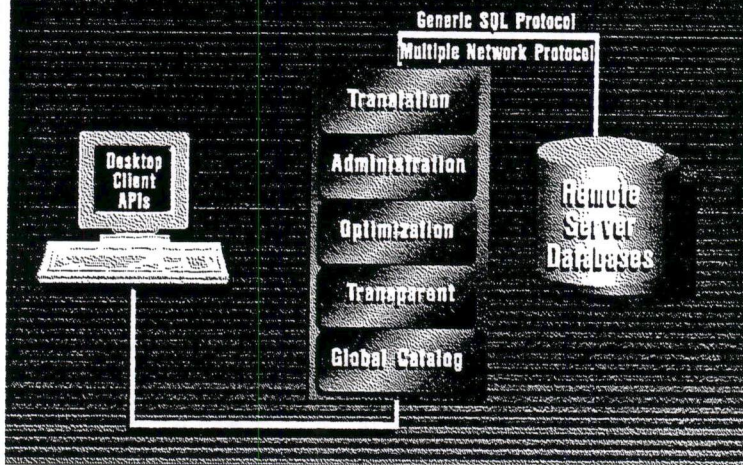 Generic SQL Protocol
Multiple Network Protocol
Translation
Administration
Optimization
Transparent
Global Catalog
Desktop
Client
APIs
Remote
Server
Databases